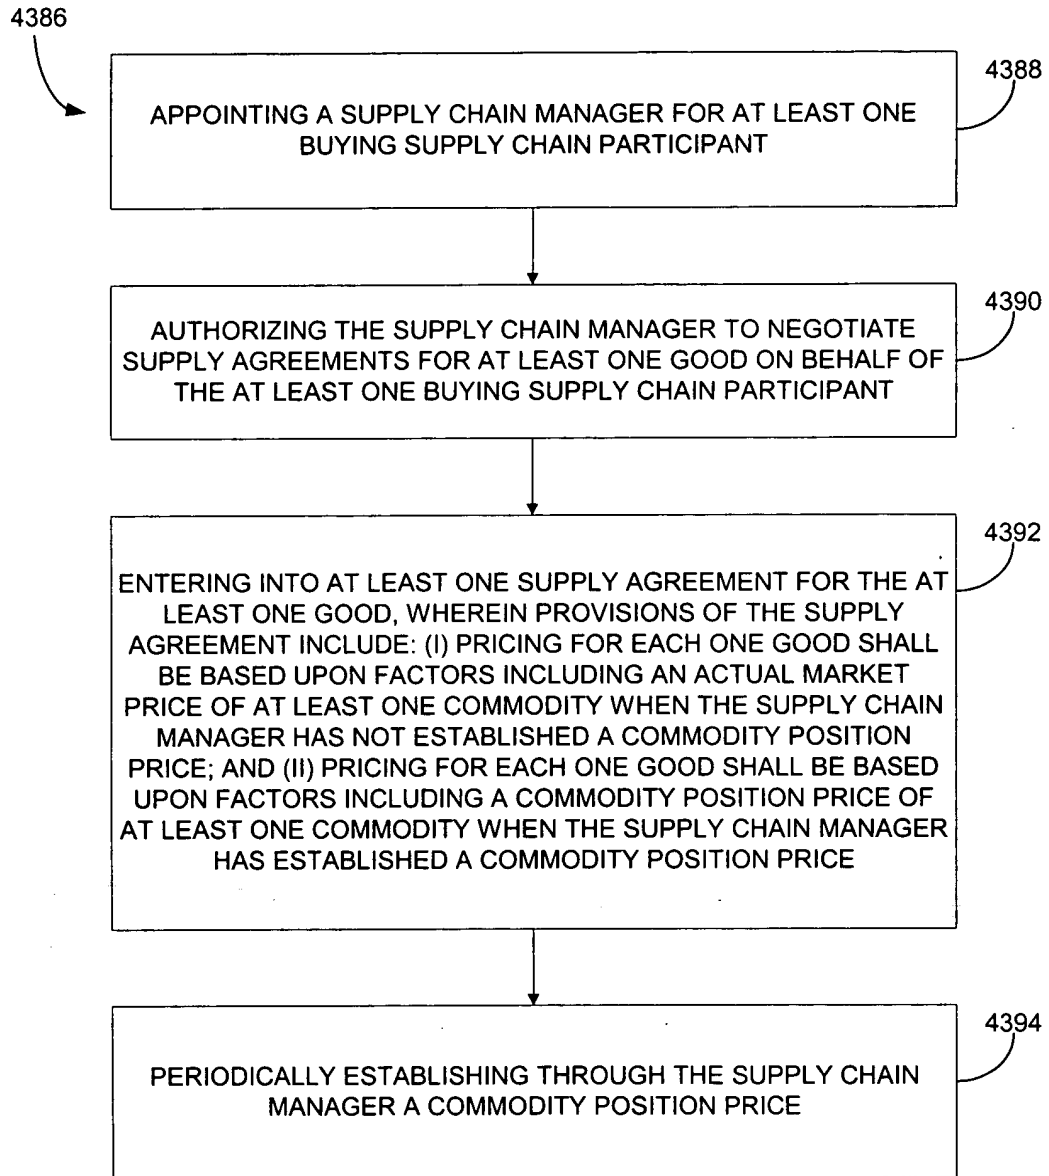 4386
4388
APPOINTING A SUPPLY CHAIN MANAGER FOR AT LEAST ONE
BUYING SUPPLY CHAIN PARTICIPANT
4390
AUTHORIZING THE SUPPLY CHAIN MANAGER TO NEGOTIATE
SUPPLY AGREEMENTS FOR AT LEAST ONE GOOD ON BEHALF OF
THE AT LEAST ONE BUYING SUPPLY CHAIN PARTICIPANT
4392
ENTERING INTO AT LEAST ONE SUPPLY AGREEMENT FOR THE AT
LEAST ONE GOOD, WHEREIN PROVISIONS OF THE SUPPLY
AGREEMENT INCLUDE: (I) PRICING FOR EACH ONE GOOD SHALL
BE BASED UPON FACTORS INCLUDING AN ACTUAL MARKET
PRICE OF AT LEAST ONE COMMODITY WHEN THE SUPPLY CHAIN
MANAGER HAS NOT ESTABLISHED A COMMODITY POSITION
PRICE; AND (II) PRICING FOR EACH ONE GOOD SHALL BE BASED
UPON FACTORS INCLUDING A COMMODITY POSITION PRICE OF
AT LEAST ONE COMMODITY WHEN THE SUPPLY CHAIN MANAGER
HAS ESTABLISHED A COMMODITY POSITION PRICE
4394
PERIODICALLY ESTABLISHING THROUGH THE SUPPLY CHAIN
MANAGER A COMMODITY POSITION PRICE